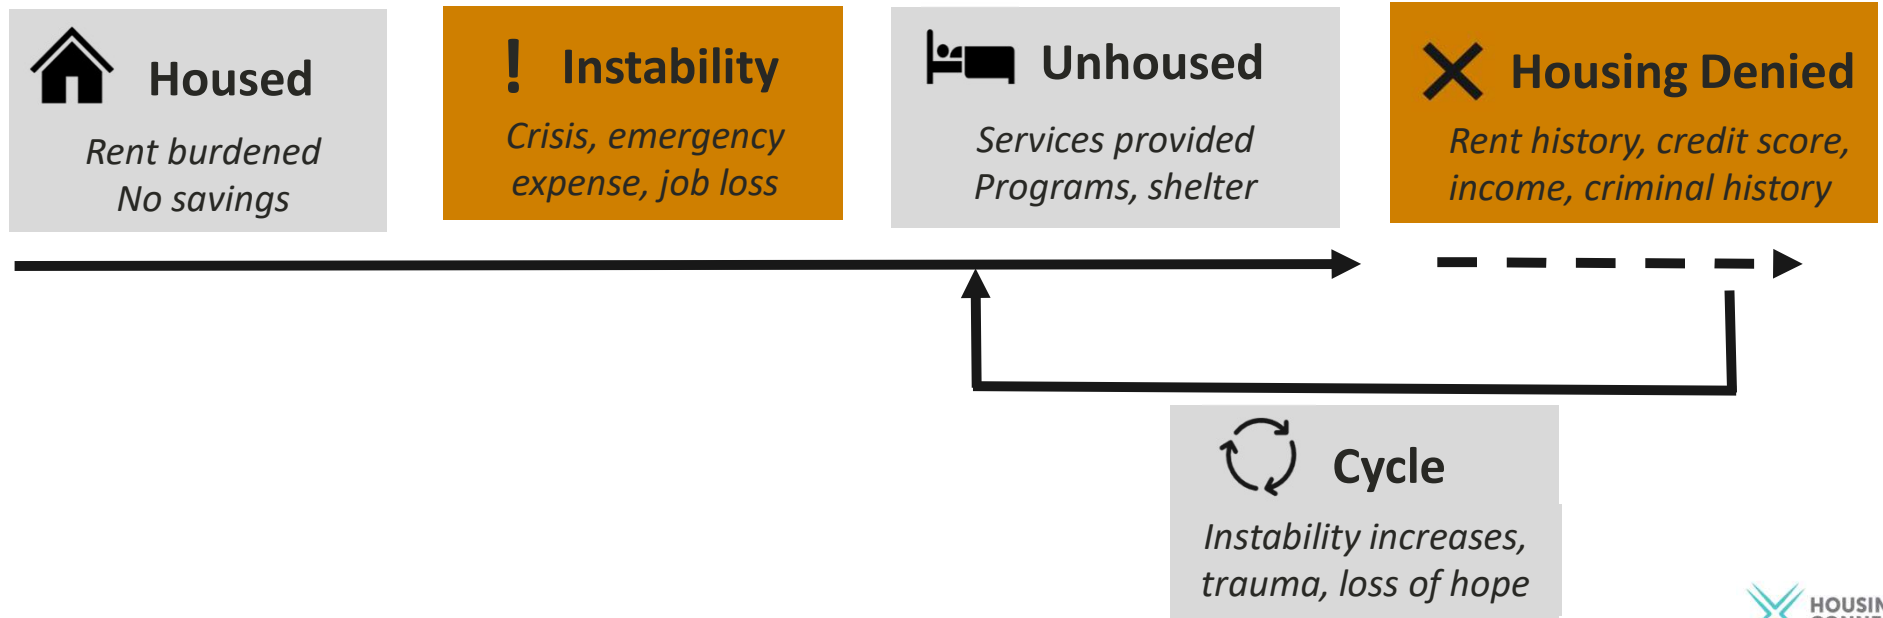 Housed
Rent burdened
No savings
! Instability
Crisis, emergency
expense, job loss
Unhoused
Services provided
Programs, shelter
Housing Denied
Rent history, credit score,
income, criminal history
Cycle
Instability increases,
trauma, loss of hope